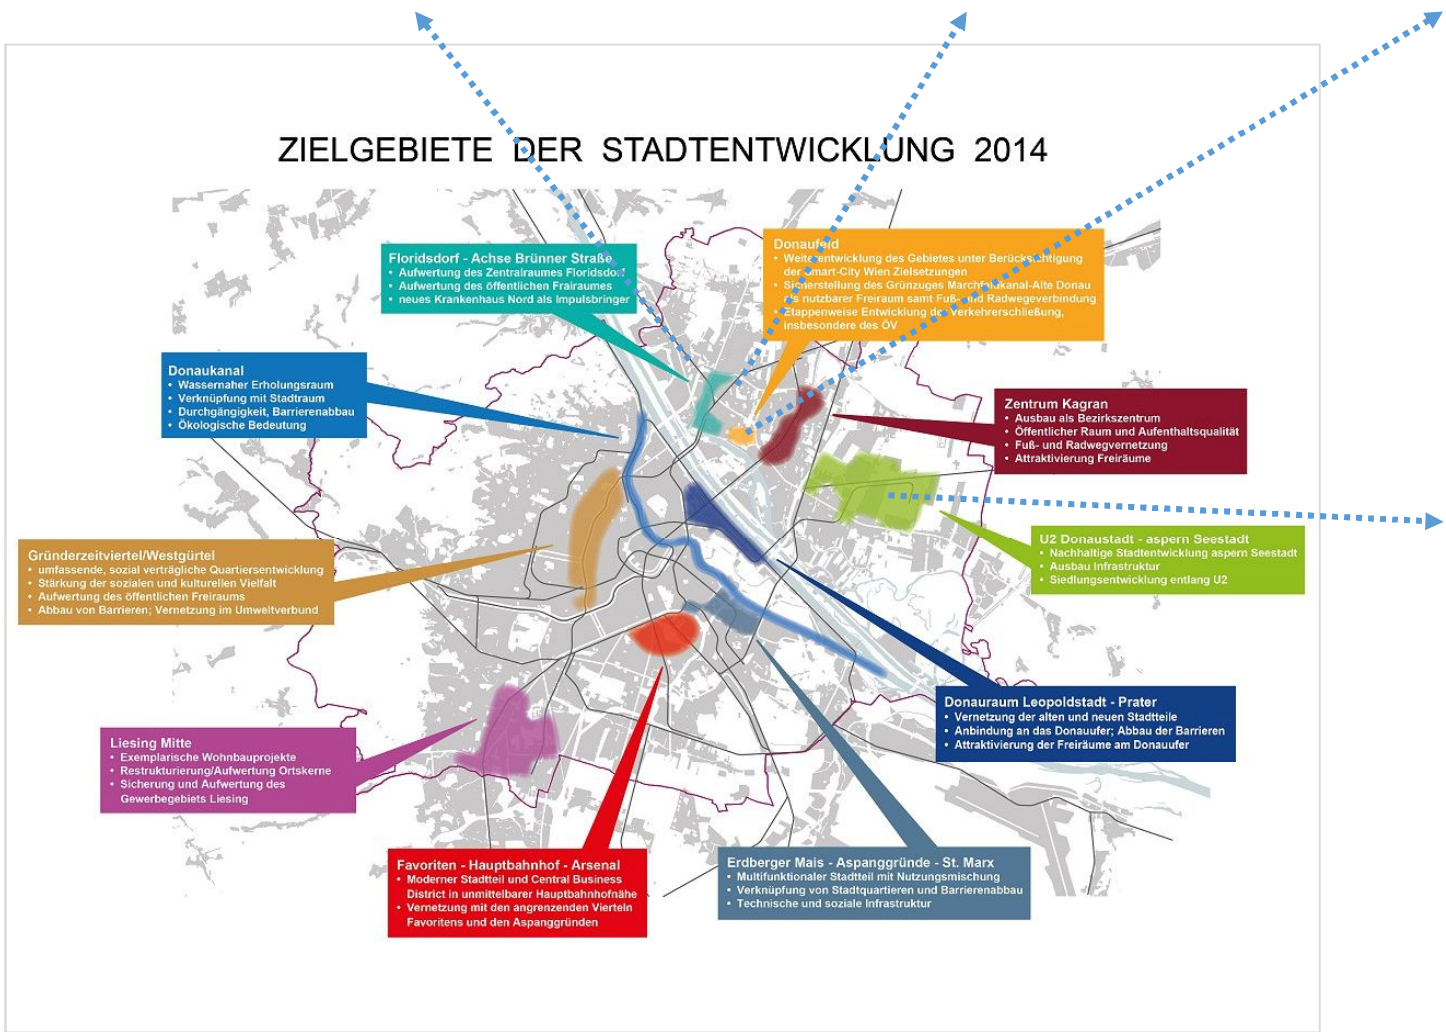 ZIELGEBIETE DER STADTENTWICKLUNG 2014
Floridsdorf - Achse Brünner Straße
• Aufwertung des Zentralraumes Floridsdorf
• Aufwertung des öffentlichen Frairaumes
• neues Krankenhaus Nord als Impulsbringer
Donaufeld
• Weiterentwicklung des Gebietes unter Berücksichtigung
der Smart-City Wien Zielsetzungen
• Sicherstellung des Grünzuges Marchfeldkanal-Alte Donau
als nutzbarer Freiraum samt Fuß- und Radwegeverbindung
• Etappenweise Entwicklung der Verkehrerschließung,
insbesondere des ÖV
Donaukanal
• Wassernaher Erholungsraum
• Verknüpfung mit Stadtraum
• Durchgängigkeit, Barrierenabbau
• Ökologische Bedeutung
Zentrum Kagran
• Ausbau als Bezirkszentrum
• Öffentlicher Raum und Aufenthaltsqualität
• Fuß- und Radwegvernetzung
• Attraktivierung Freiräume
Gründerzeitviertel/Westgürtel
• umfassende, sozial verträgliche Quartiersentwicklung
• Stärkung der sozialen und kulturellen Vielfalt
• Aufwertung des öffentlichen Freiraums
• Abbau von Barrieren; Vernetzung im Umweltverbund
U2 Donaustadt - aspern Seestadt
• Nachhaltige Stadtentwicklung aspern Seestadt
• Ausbau Infrastruktur
• Siedlungsentwicklung entlang U2
Donauraum Leopoldstadt - Prater
• Vernetzung der alten und neuen Stadtteile
• Anbindung an das Donauufer; Abbau der Barrieren
• Attraktivierung der Freiräume am Donauufer
Liesing Mitte
• Exemplarische Wohnbauprojekte
• Restrukturierung/Aufwertung Ortskerne
• Sicherung und Aufwertung des
Gewerbegebiets Liesing
Favoriten - Hauptbahnhof - Arsenal
• Moderner Stadtteil und Central Business
District in unmittelbarer Hauptbahnhofnähe
• Vernetzung mit den angrenzenden Vierteln
Favoritens und den Aspanggründen
Erdberger Mais - Aspanggründe - St. Marx
• Multifunktionaler Stadtteil mit Nutzungsmischung
• Verknüpfung von Stadtquartieren und Barrierenabbau
• Technische und soziale Infrastruktur